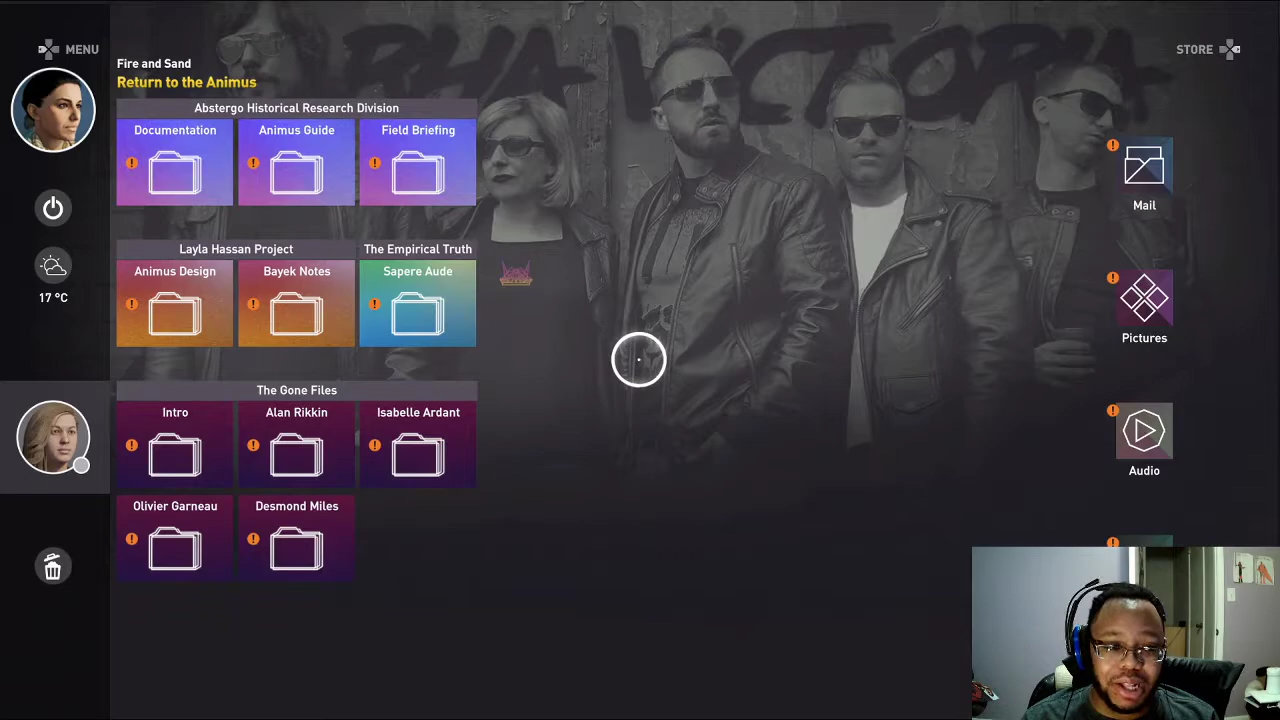 MENU
STORE
Fire and Sand
Return to the Animus
Abstergo Historical Research Division
Documentation
Animus Guide
Field Briefing
Layla Hassan Project
The Empirical Truth
Animus Design
Bayek Notes
Sapere Aude
17 °C
The Gone Files
Intro
Alan Rikkin
Isabelle Ardant
Olivier Garneau
Desmond Miles
Mail
Pictures
Audio